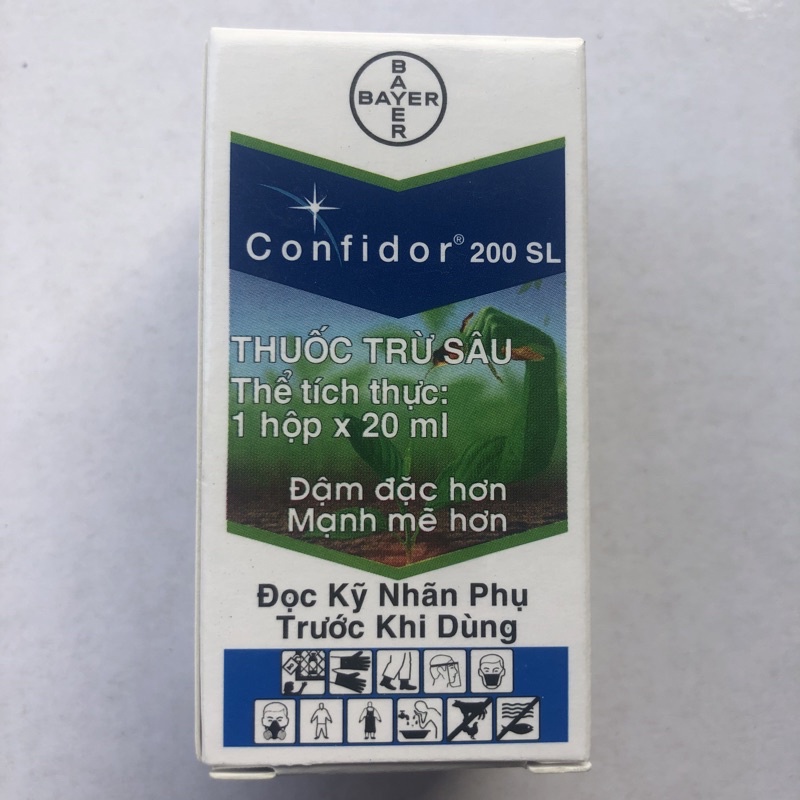 BAYER
BAYER
Confidor® 200 SL
THUỐC TRỪ SÂU
Thể tích thực:
1 hộp x 20 ml
Đậm đặc hơn
Mạnh mẽ hơn
Đọc Kỹ Nhãn Phụ
Trước Khi Dùng